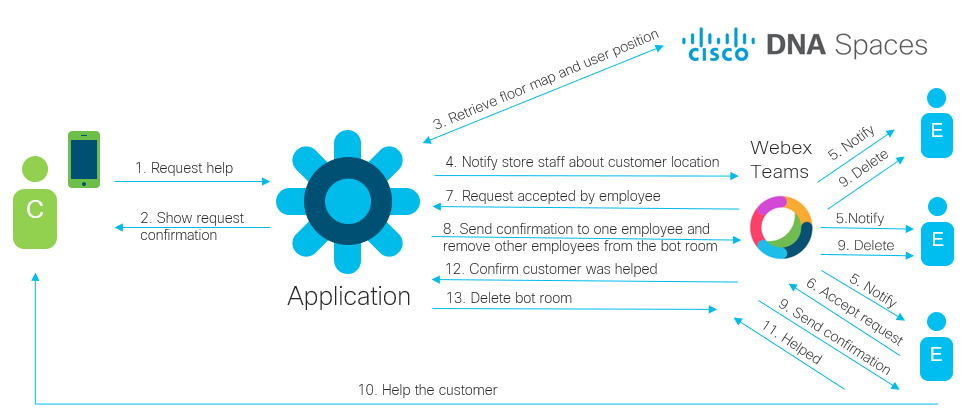 CISCO DNA Spaces
3. Retrieve floor map and user position
E
Webex
Teams
5. Notify
9. Delete
1. Request help
4. Notify store staff about customer location
C
7. Request accepted by employee
2. Show request
confirmation
8. Send confirmation to one employee and
remove other employees from the bot room
5.Notify
9. Delete
E
12. Confirm customer was helped
Application
13. Delete bot room
5. Notify
6. Accept request
9. Send confirmation
11. Helped
E
10. Help the customer